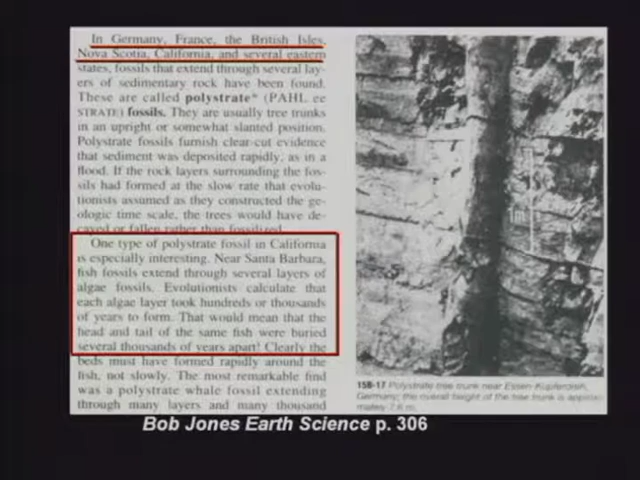 In Germany, France, the British Isles,
Nova Scotia, California, and several eastern
states, fossils that extend through several lay-
ers of sedimentary rock have been found.
These are called polystrate* (PAHL ee
STRATE) fossils. They are usually tree trunks
in an upright or somewhat slanted position.
Polystrate fossils furnish clear-cut evidence
that sediment was deposited rapidly, as in a
flood. If the rock layers surrounding the fos-
sils had formed at the slow rate that evolu-
tionists assumed as they constructed the ge-
ologic time scale, the trees would have de-
cayed or fallen rather than fossilized.
One type of polystrate fossil in California
is especially interesting. Near Santa Barbara,
fish fossils extend through several layers of
algae fossils. Evolutionists calculate that
each algae layer took hundreds or thousands
of years to form. That would mean that the
head and tail of the same fish were buried
several thousands of years apart! Clearly the
beds must have formed rapidly around the
fish, not slowly. The most remarkable find
was a polystrate whale fossil extending
through many layers and many thousand
15B-17 Polystrate tree trunk near Essen-Kupferdreh,
Germany; the overall height of the tree trunk is approxi-
mately 7.6 m.
Bob Jones Earth Science p. 306